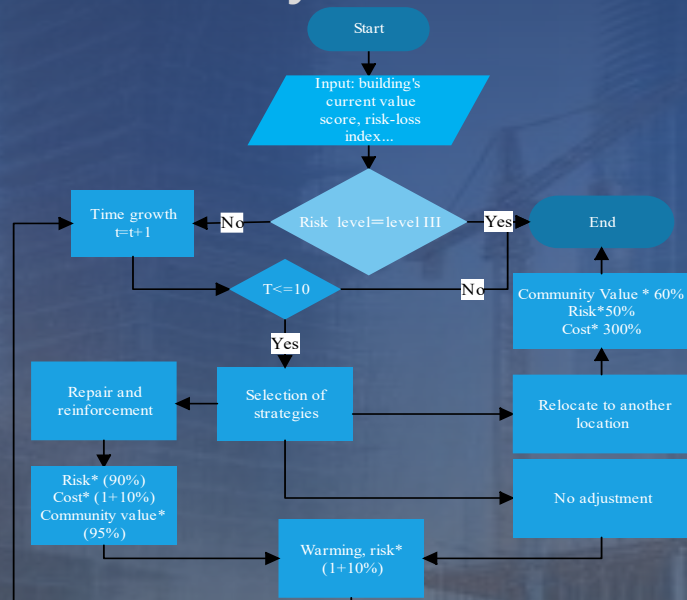 Start
Input: building's
current value
score, risk-loss
index...
Time growth
t=t+1
No
Risk level=level III
Yes
End
T<=10
No
Community Value * 60%
Risk*50%
Cost* 300%
Yes
Repair and
reinforcement
Selection of
strategies
Relocate to another
location
Risk* (90%)
Cost* (1+10%)
Community value*
(95%)
No adjustment
Warming, risk*
(1+10%)